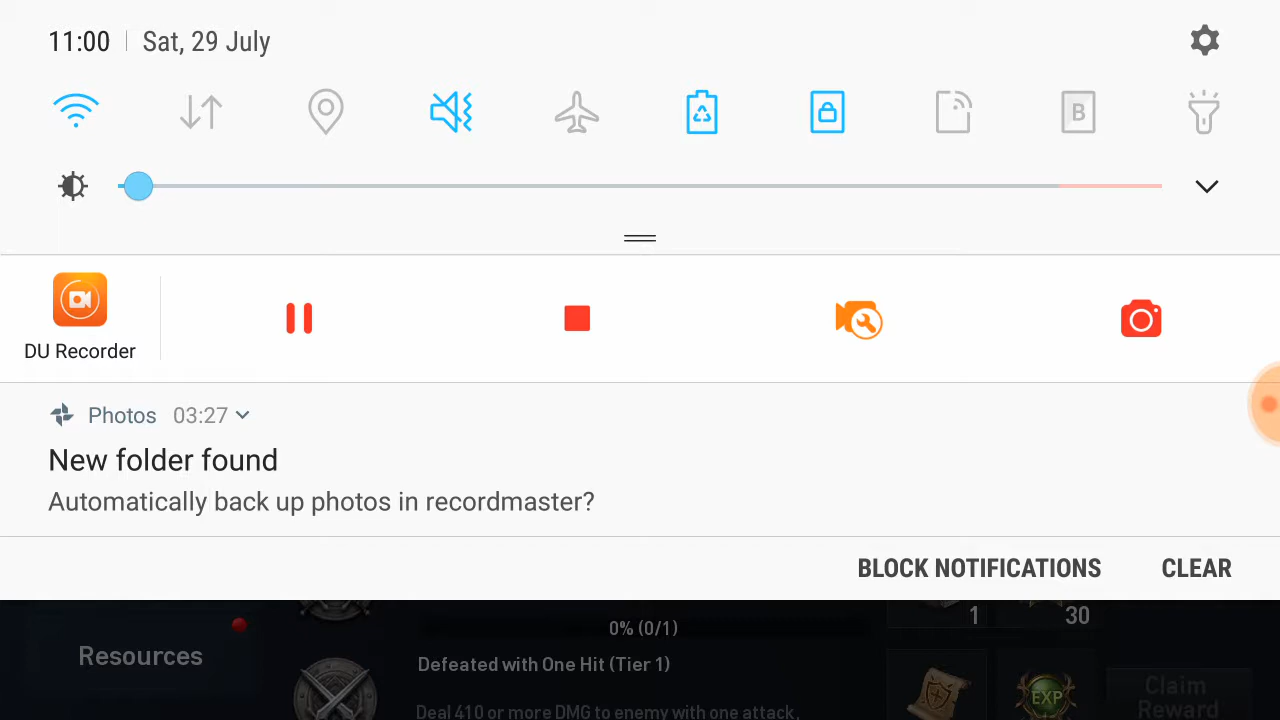 11:00 Sat, 29 July
B
DU Recorder
Photos 03:27
New folder found
Automatically back up photos in recordmaster?
BLOCK NOTIFICATIONS CLEAR
1 30
0% (0/1)
Resources
Defeated with One Hit (Tier 1)
EXP
Claim
Reward
Deal 410 or more DMG to enemy with one attack,